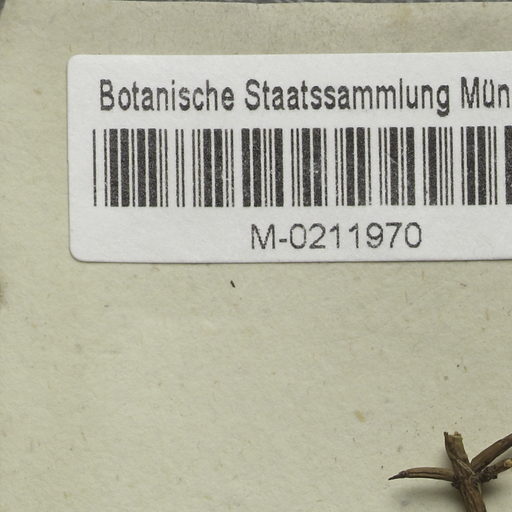 Botanische Staatssammlung Mün
M-0211970